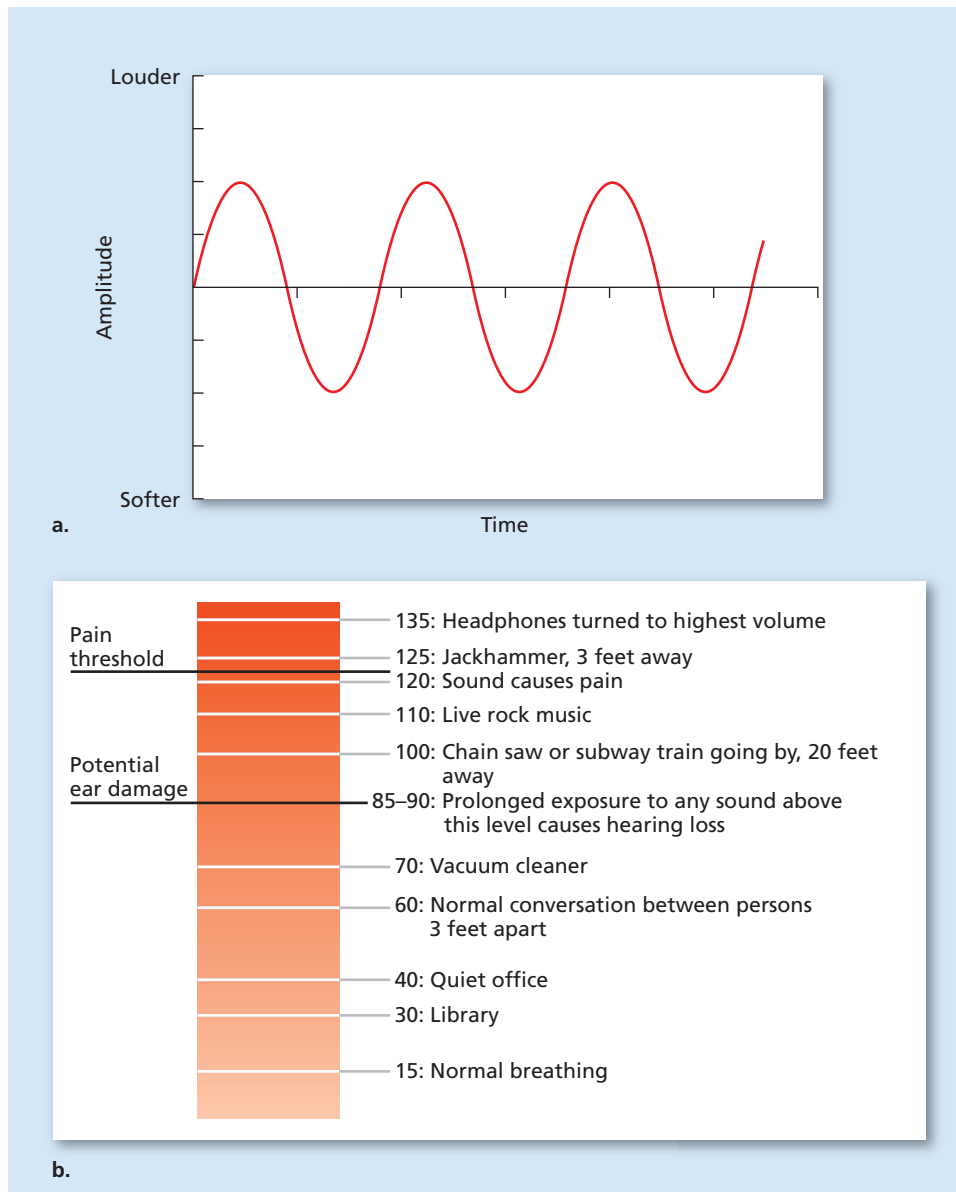 Louder
Amplitude
Softer
a.
Time
Pain
threshold
135: Headphones turned to highest volume
125: Jackhammer, 3 feet away
120: Sound causes pain
110: Live rock music
100: Chain saw or subway train going by, 20 feet
away
Potential
ear damage
85–90: Prolonged exposure to any sound above
this level causes hearing loss
70: Vacuum cleaner
60: Normal conversation between persons
3 feet apart
40: Quiet office
30: Library
15: Normal breathing
b.